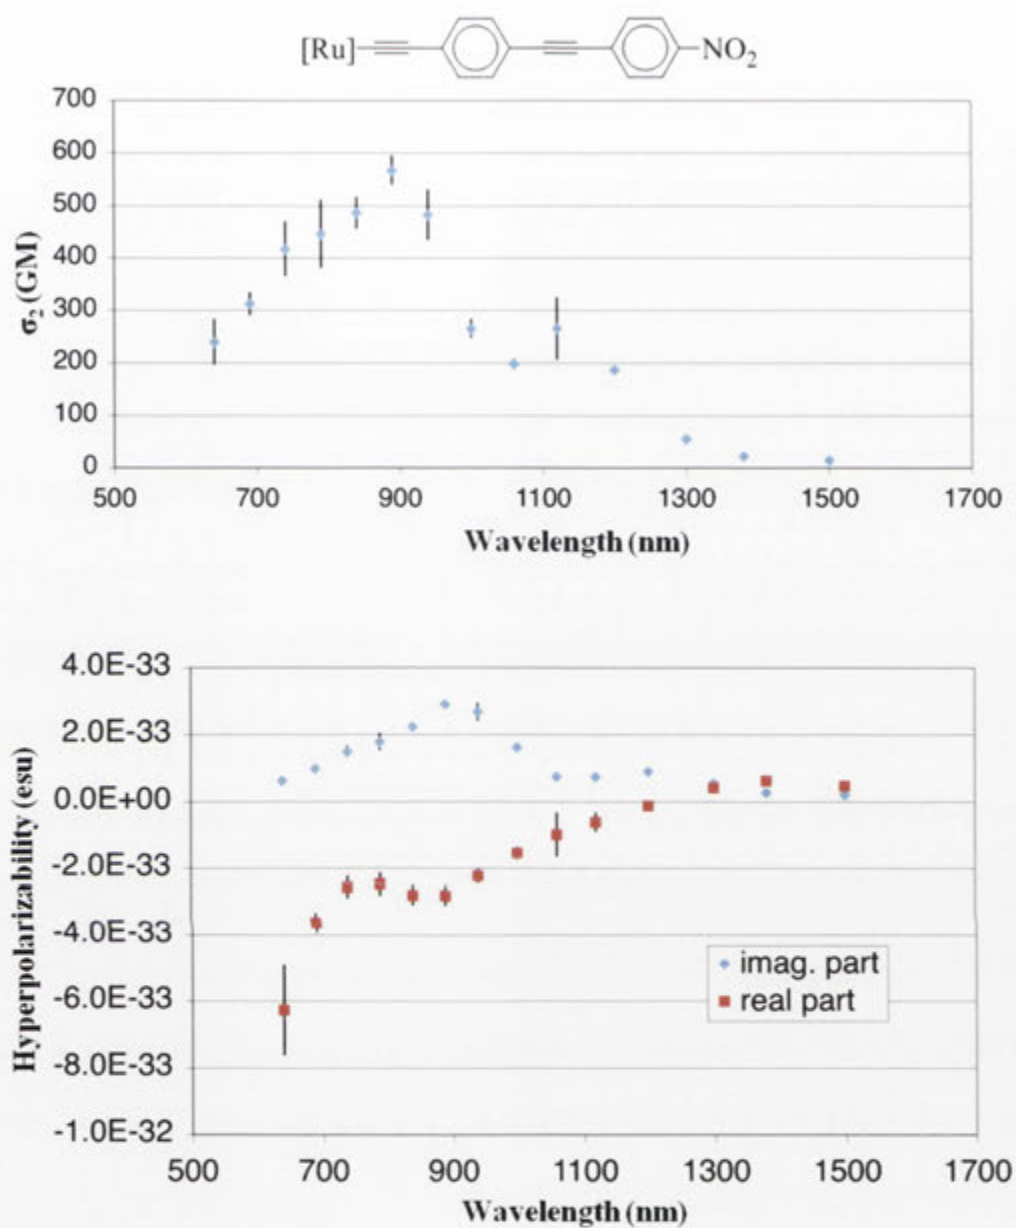 [Ru] NO₂
700
600
500
400
300
200
100
0
σ₂ (GM)
500 700 900 1100 1300 1500 1700
Wavelength (nm)
4.0E-33
2.0E-33
0.0E+00
-2.0E-33
-4.0E-33
-6.0E-33
-8.0E-33
-1.0E-32
Hyperpolarizability (esu)
imag. part
real part
500 700 900 1100 1300 1500 1700
Wavelength (nm)